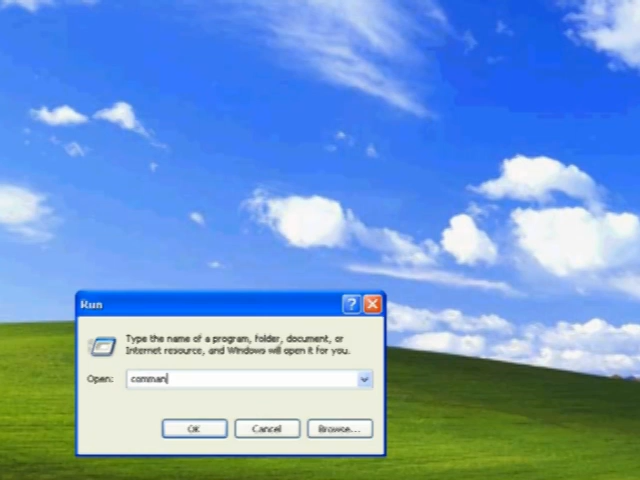 Run
Type the name of a program, folder, document, or
Internet resource, and Windows will open it for you.
Open: comman
OK Cancel Browse...